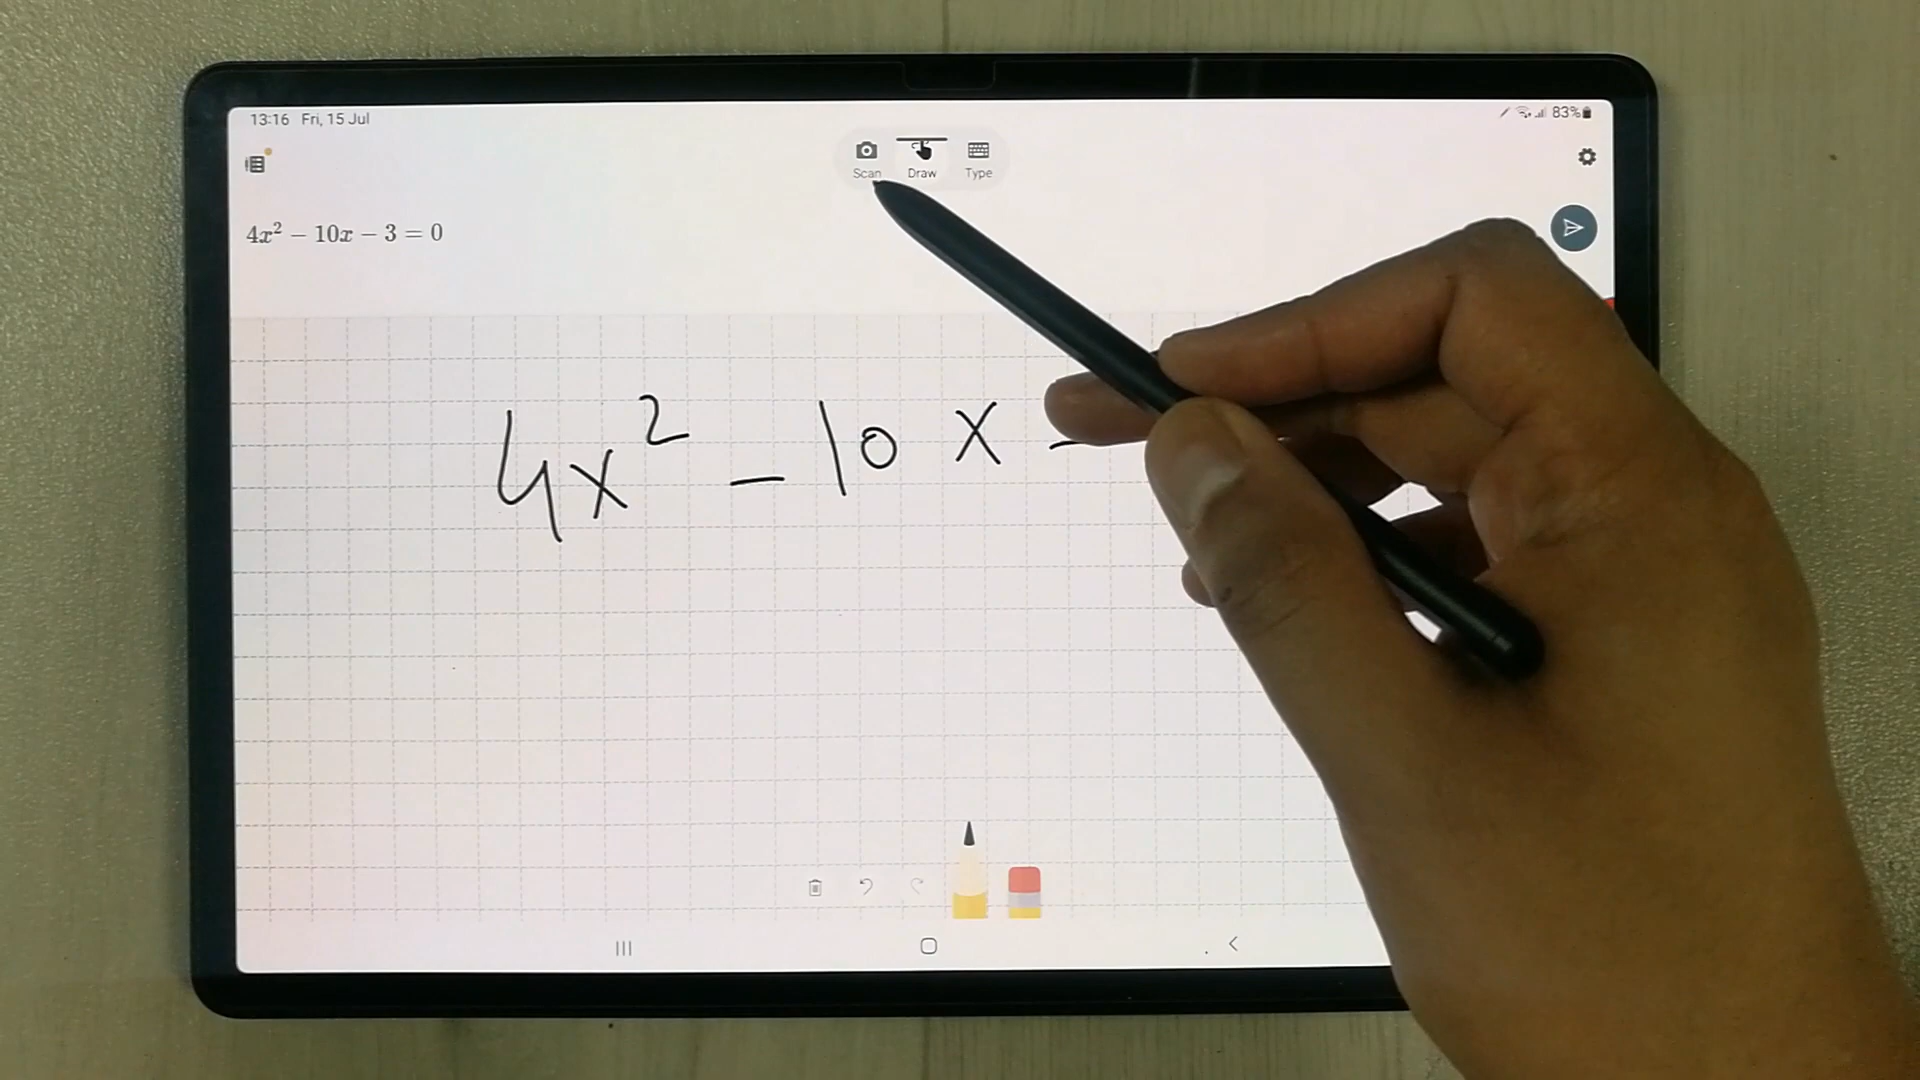 13:16 Fri, 15 Jul
83%
Scan Draw Type
4x² − 10x − 3 = 0
4x² − 10 x −